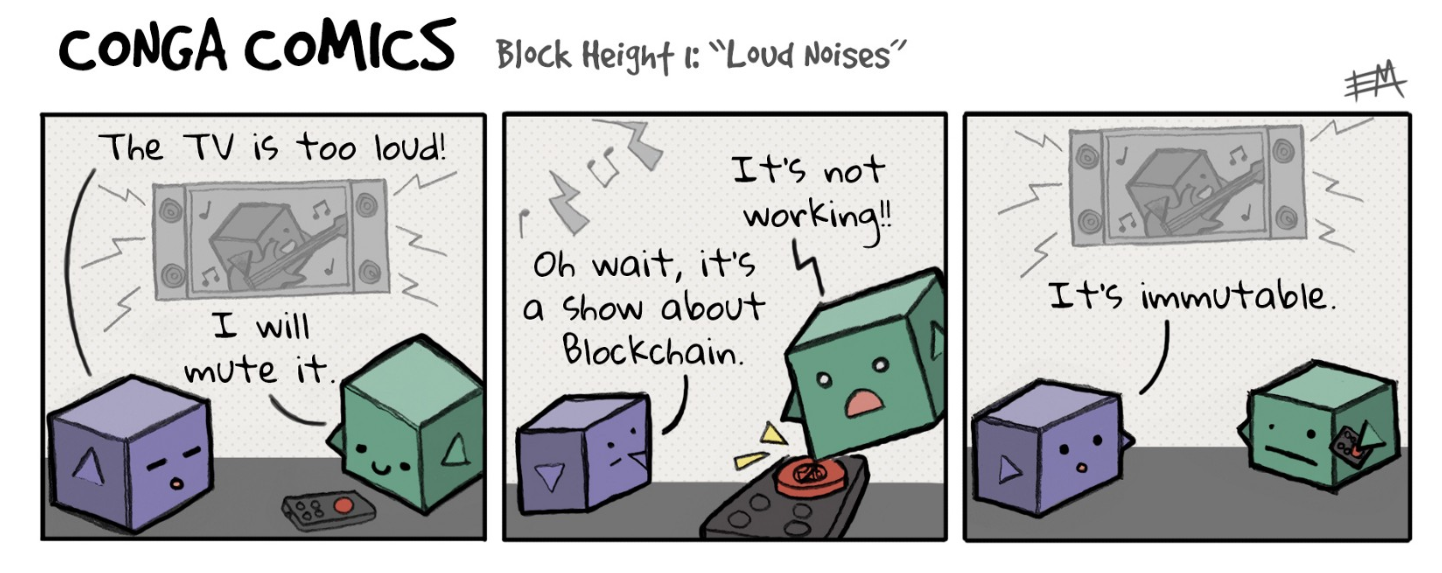 CONGA COMICS Block Height 1: “Loud Noises”
EM
The TV is too loud!
I will
mute it.
It's not
working!!
Oh wait, it's
a show about
Blockchain.
It's immutable.